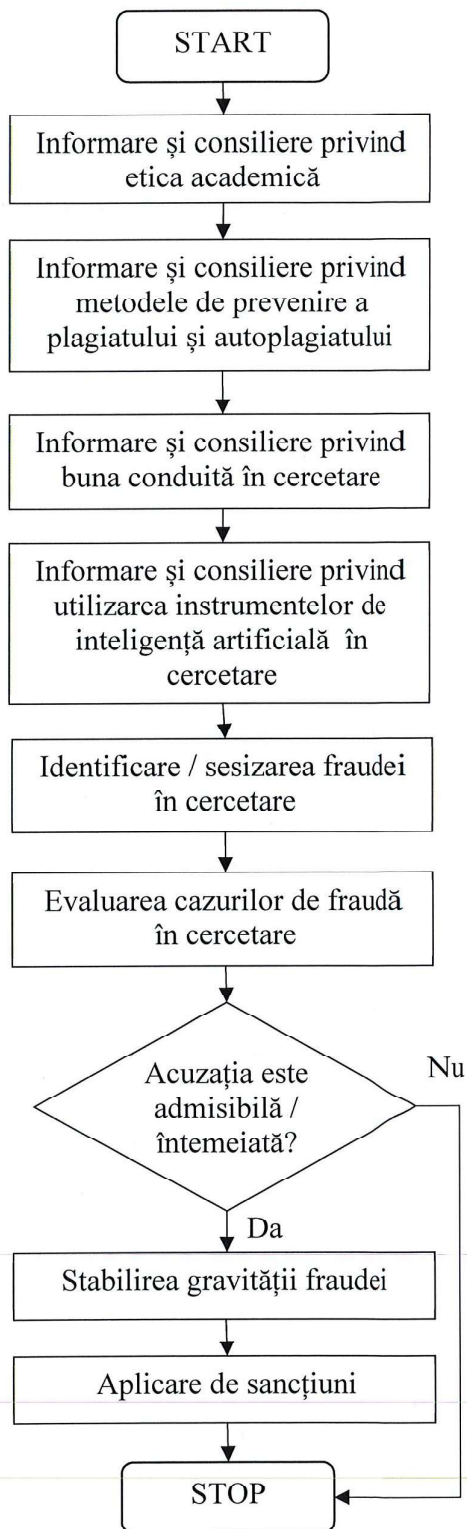 START
Informare și consiliere privind
etica academică
Informare și consiliere privind
metodele de prevenire a
plagiatului și autoplagiatului
Informare și consiliere privind
buna conduită în cercetare
Informare și consiliere privind
utilizarea instrumentelor de
inteligență artificială în
cercetare
Identificare / sesizarea fraudei
în cercetare
Evaluarea cazurilor de fraudă
în cercetare
Acuzația este
admisibilă /
întemeiată?
Nu
Da
Stabilirea gravității fraudei
Aplicare de sancțiuni
STOP